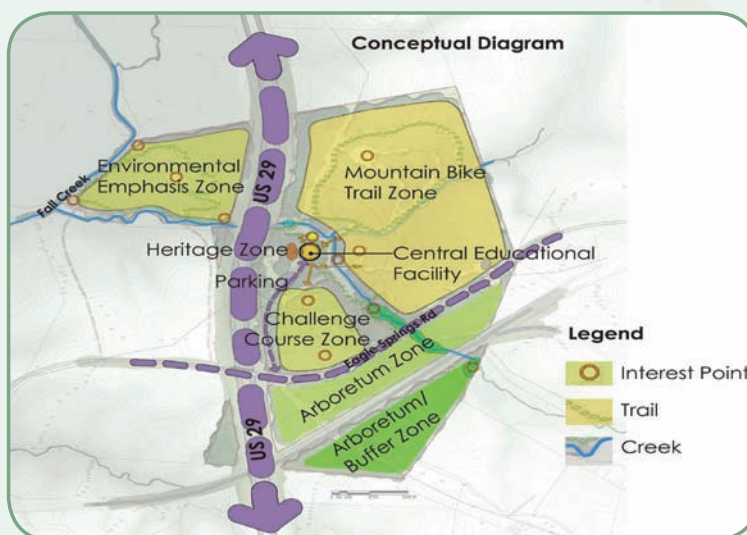 Conceptual Diagram
Environmental
Emphasis Zone
Fall Creek
US 29
Mountain Bike
Trail Zone
Heritage Zone
Central Educational
Facility
Parking
Challenge
Course Zone
Eagle Springs Rd
Arboretum Zone
Arboretum/
Buffer Zone
US 29
Legend
Interest Point
Trail
Creek